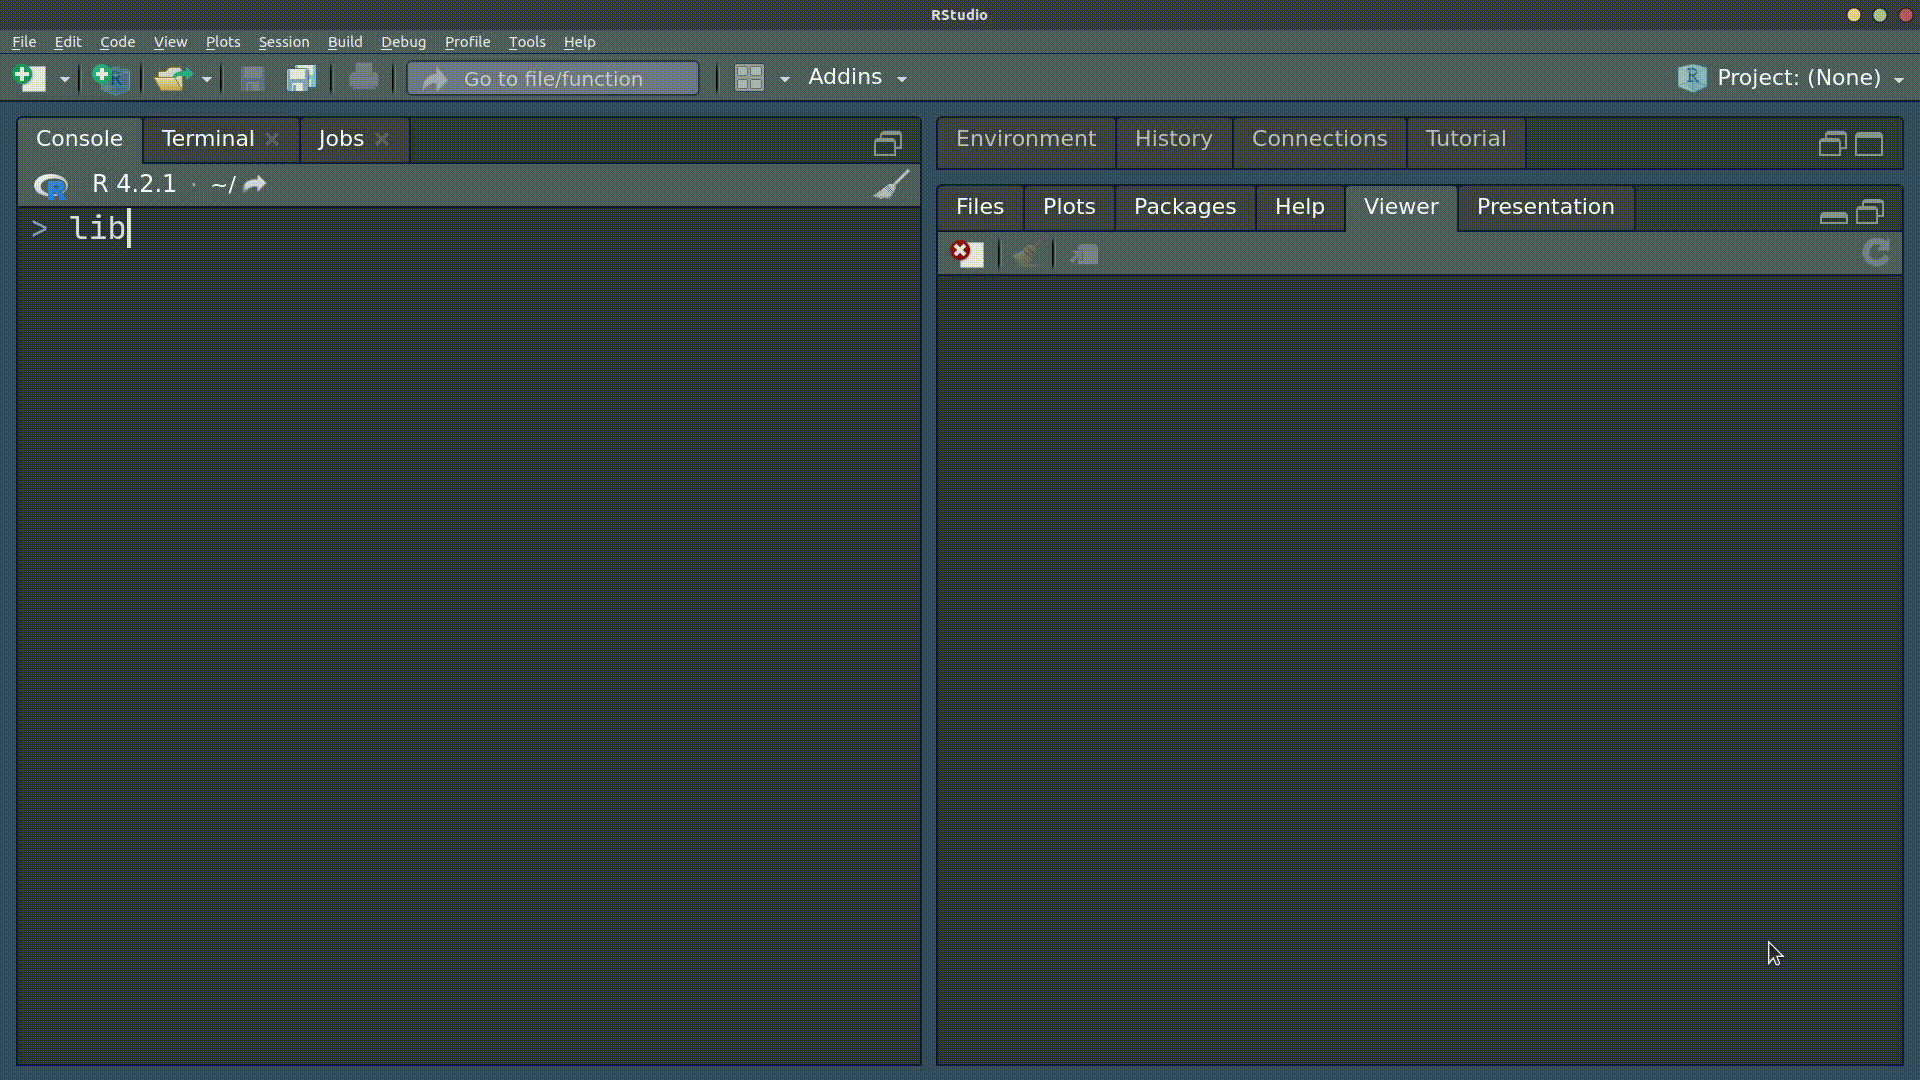 RStudio
File Edit Code View Plots Session Build Debug Profile Tools Help
Go to file/function Addins R Project: (None)
Console Terminal Jobs
R R 4.2.1 · ~/
> lib
Environment History Connections Tutorial
Files Plots Packages Help Viewer Presentation